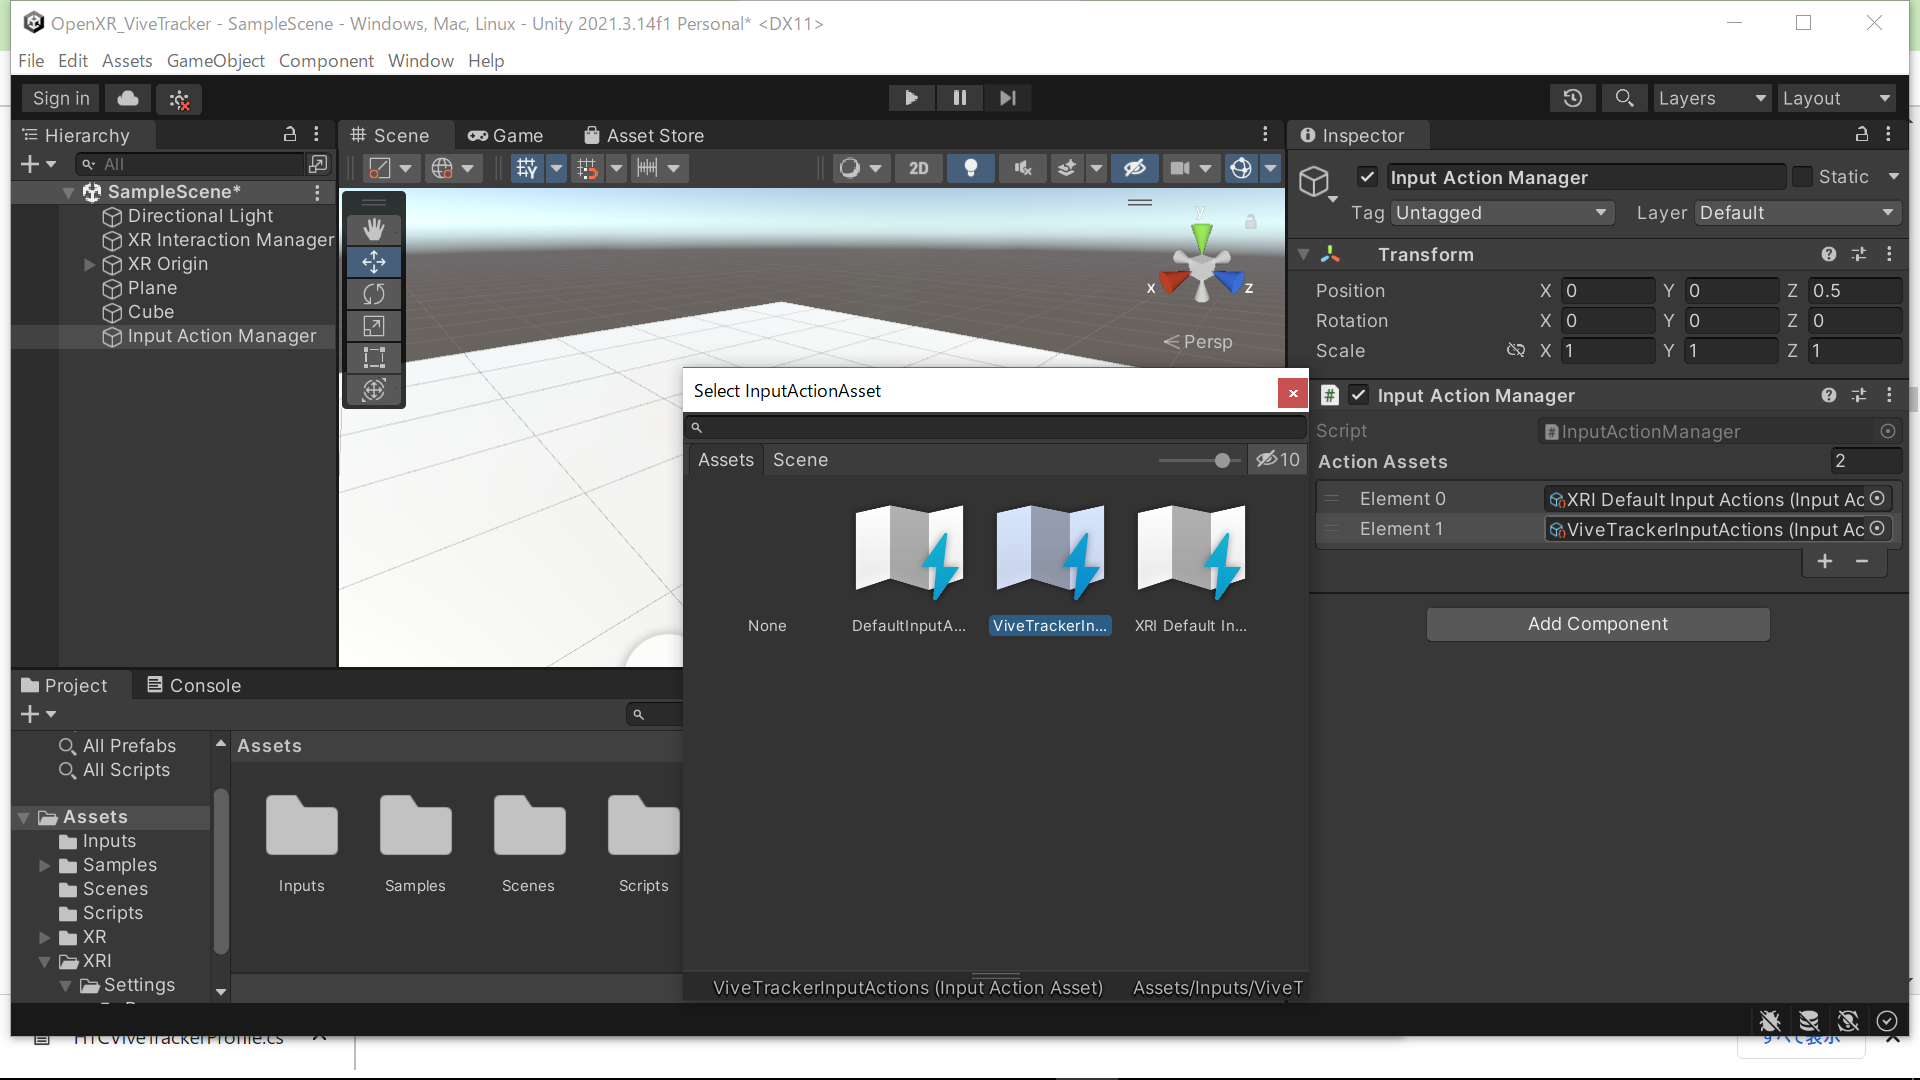 OpenXR_ViveTracker - SampleScene - Windows, Mac, Linux - Unity 2021.3.14f1 Personal* <DX11>
File Edit Assets GameObject Component Window Help
Sign in
Layers
Layout
Hierarchy
Scene
Game
Asset Store
Inspector
All
2D
SampleScene*
Directional Light
XR Interaction Manager
XR Origin
Plane
Cube
Input Action Manager
y
x
z
Persp
Input Action Manager
Static
Tag Untagged
Layer Default
Transform
Position X 0 Y 0 Z 0.5
Rotation X 0 Y 0 Z 0
Scale X 1 Y 1 Z 1
# Input Action Manager
Script #InputActionManager
Action Assets 2
Element 0 XRI Default Input Actions (Input Ac
Element 1 ViveTrackerInputActions (Input Ac
Add Component
Select InputActionAsset
Assets
Scene
10
None
DefaultInputA...
ViveTrackerIn...
XRI Default In...
ViveTrackerInputActions (Input Action Asset) Assets/Inputs/ViveT
Project
Console
All Prefabs
All Scripts
Assets
Inputs
Samples
Scenes
Scripts
XR
XRI
Settings
Assets
Inputs
Samples
Scenes
Scripts
HTCViveTrackerProfile.cs
すべて表示